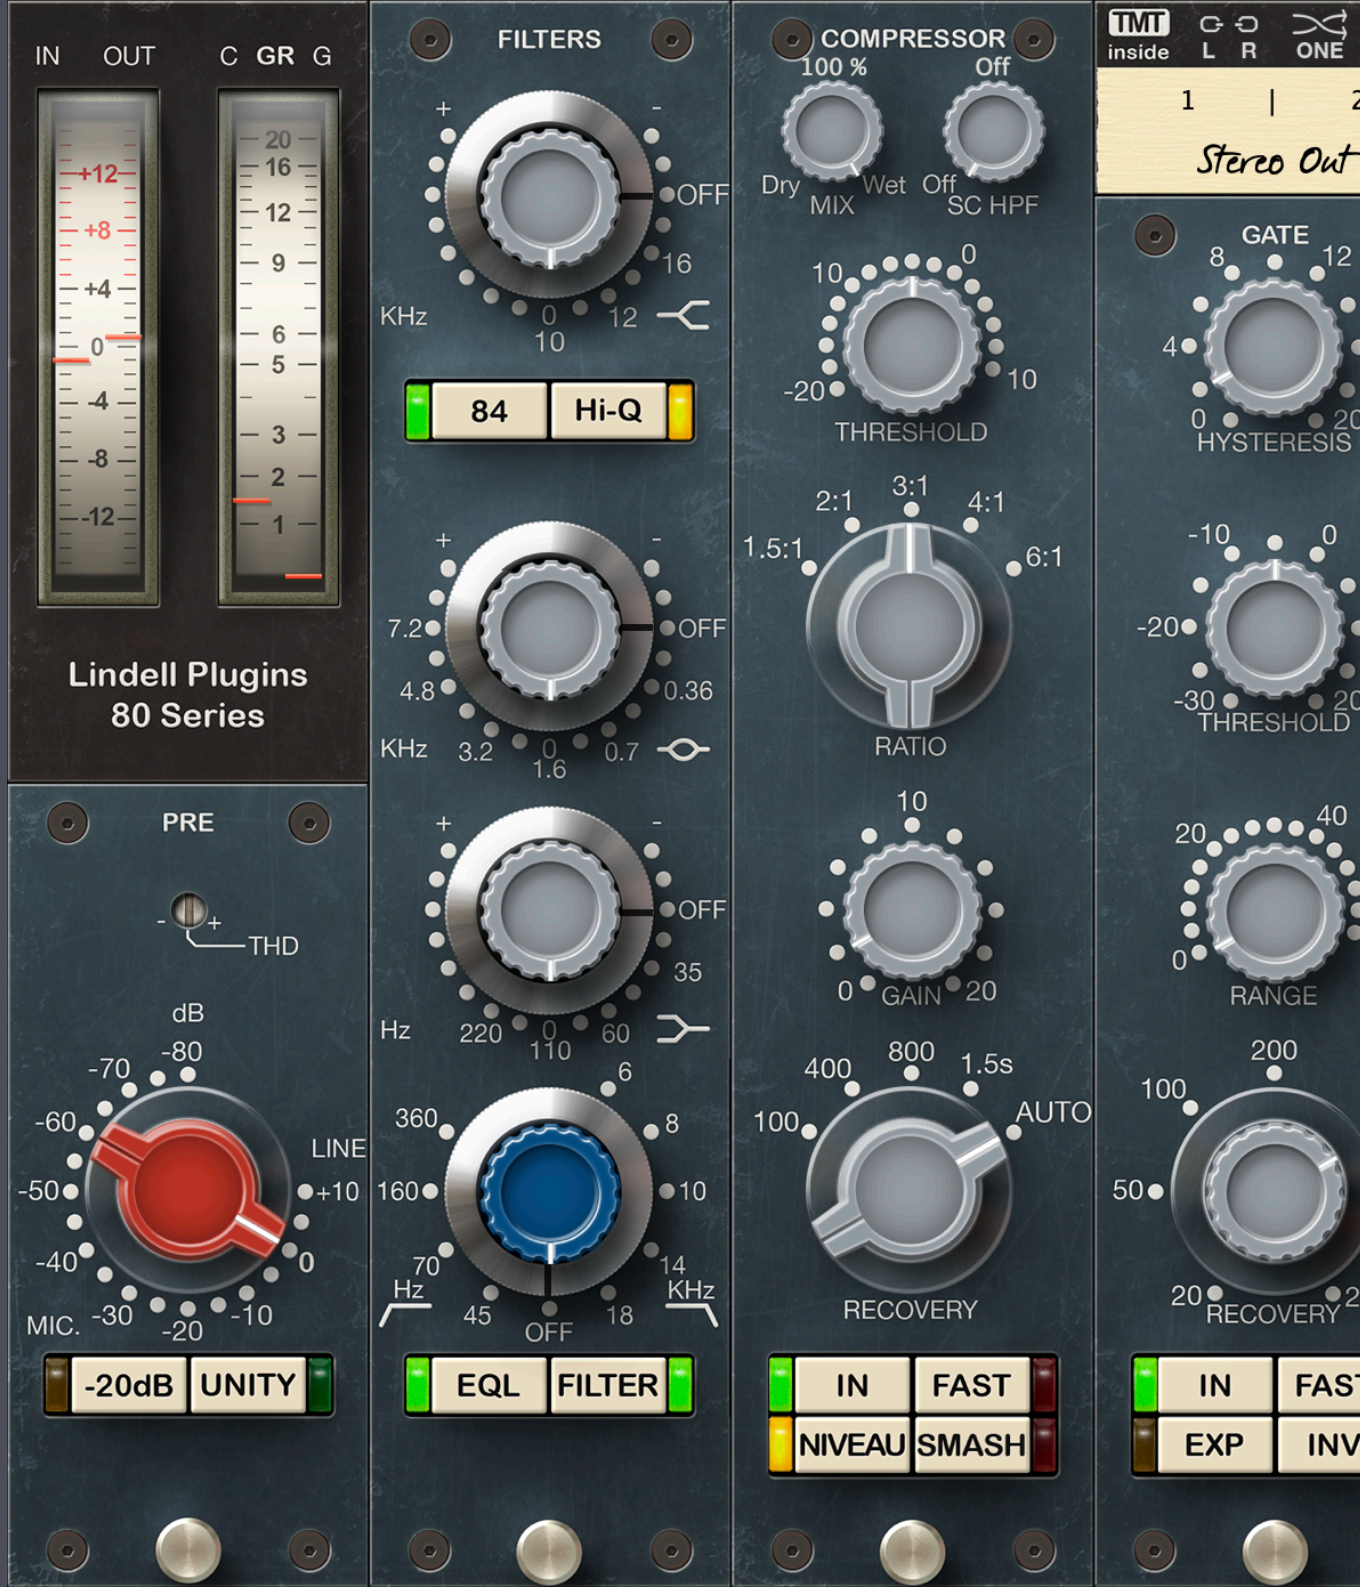 IN OUT C GR G
+12
+8
+4
0
-4
-8
-12
20
16
12
9
6
5
3
2
1
Lindell Plugins
80 Series
PRE
- +
THD
dB
-70 -80
-60
LINE
-50 +10
-40 0
MIC. -30 -20 -10
-20dB UNITY
FILTERS
+ -
OFF
16
KHz 0 12
10
84 Hi-Q
+ -
7.2 OFF
4.8 0.36
KHz 3.2 0 0.7
1.6
+ -
OFF
35
Hz 220 0 60
110
6
360 8
160 10
70 14
Hz KHz
45 OFF 18
EQL FILTER
COMPRESSOR
100 % Off
Dry Wet Off
MIX SC HPF
10 0
-20 10
THRESHOLD
2:1 3:1 4:1
1.5:1 6:1
RATIO
10
0 GAIN 20
400 800 1.5s
100 AUTO
RECOVERY
IN FAST
NIVEAU SMASH
TMT
inside L R ONE
1 | 2
Stereo Out
GATE
8 12
4
0 20
HYSTERESIS
-10 0
-20
-30 20
THRESHOLD
20 40
0
RANGE
200
100
50
20 RECOVERY 2
IN FAST
EXP INV